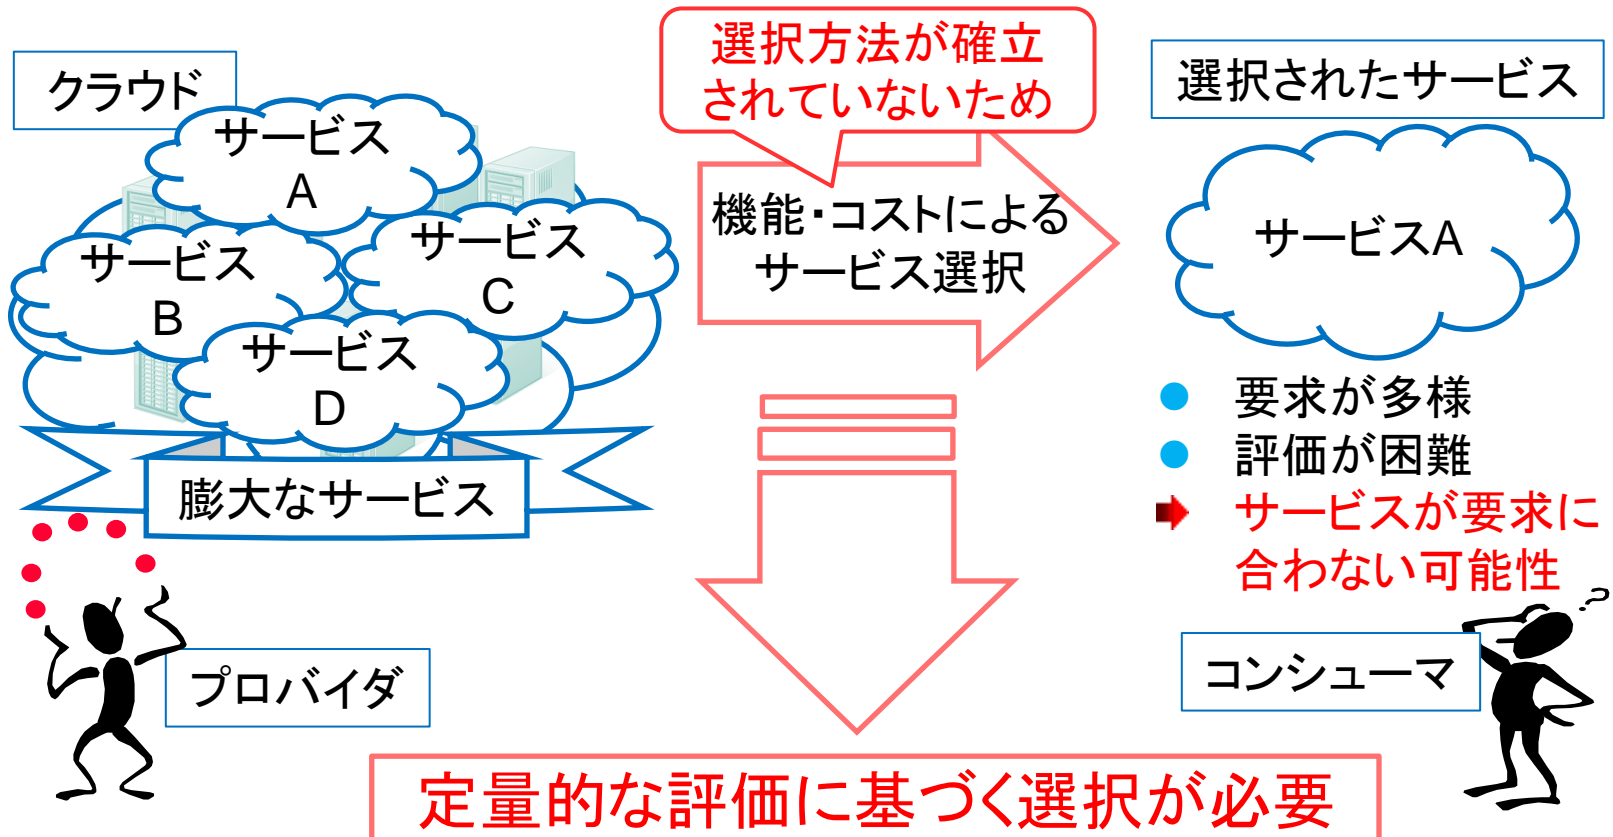 クラウド
サービス
A
サービス
B
サービス
C
サービス
D
膨大なサービス
プロバイダ
選択方法が確立
されていないため
機能・コストによる
サービス選択
選択されたサービス
サービスA
要求が多様
評価が困難
サービスが要求に
合わない可能性
?
コンシューマ
定量的な評価に基づく選択が必要